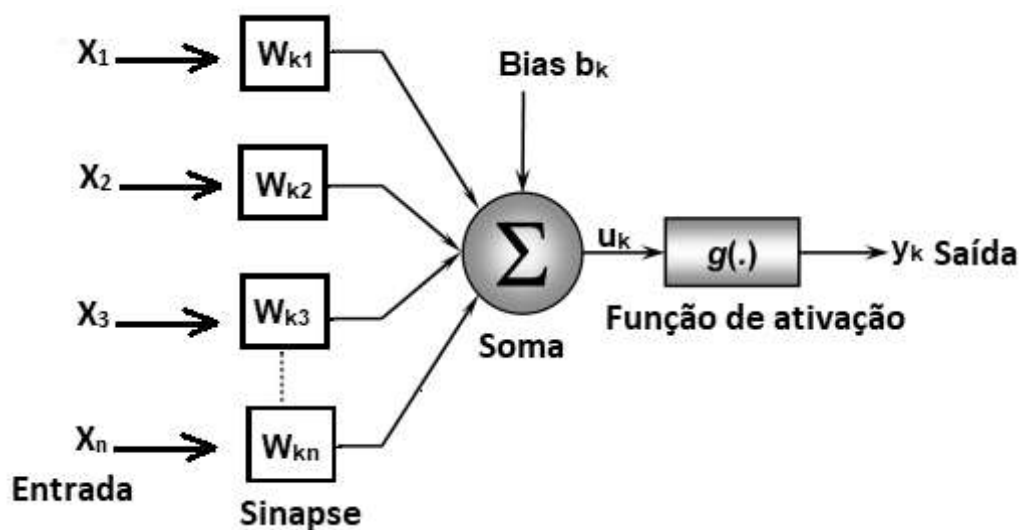 X1
Wk1
Bias bk
X2
Wk2
Σ
uk
g(.)
yk Saída
X3
Wk3
Soma
Função de ativação
Xn
Wkn
Entrada
Sinapse